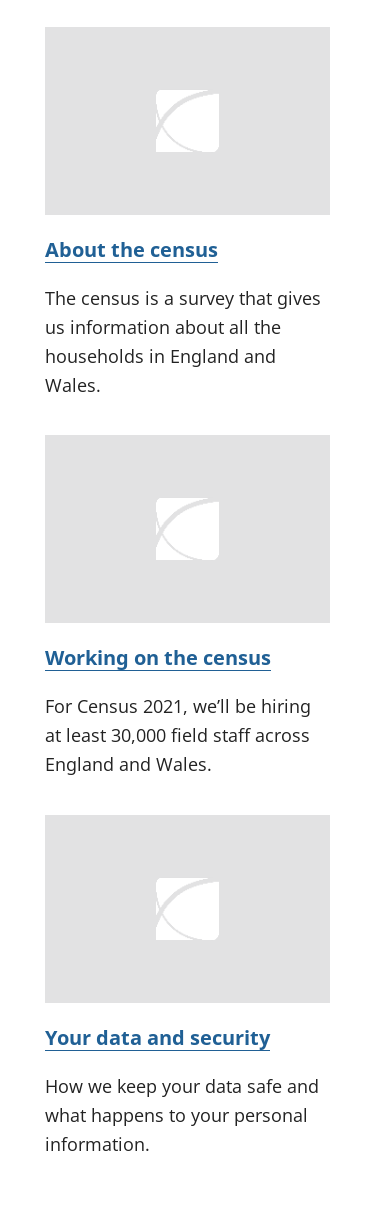 About the census
The census is a survey that gives
us information about all the
households in England and
Wales.
Working on the census
For Census 2021, we’ll be hiring
at least 30,000 field staff across
England and Wales.
Your data and security
How we keep your data safe and
what happens to your personal
information.